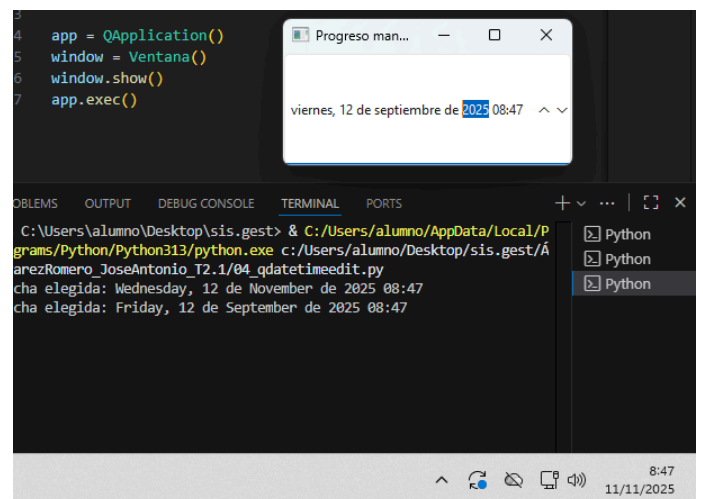 3
4 app = QApplication()
5 window = Ventana()
6 window.show()
7 app.exec()
Progreso man...
viernes, 12 de septiembre de 2025 08:47
OBLEMS OUTPUT DEBUG CONSOLE TERMINAL PORTS
C:\Users\alumno\Desktop\sis.gest> & C:/Users/alumno/AppData/Local/P
grams/Python/Python313/python.exe c:/Users/alumno/Desktop/sis.gest/Á
arezRomero_JoseAntonio_T2.1/04_qdatetimeedit.py
cha elegida: Wednesday, 12 de November de 2025 08:47
cha elegida: Friday, 12 de September de 2025 08:47
Python
Python
Python
8:47
11/11/2025